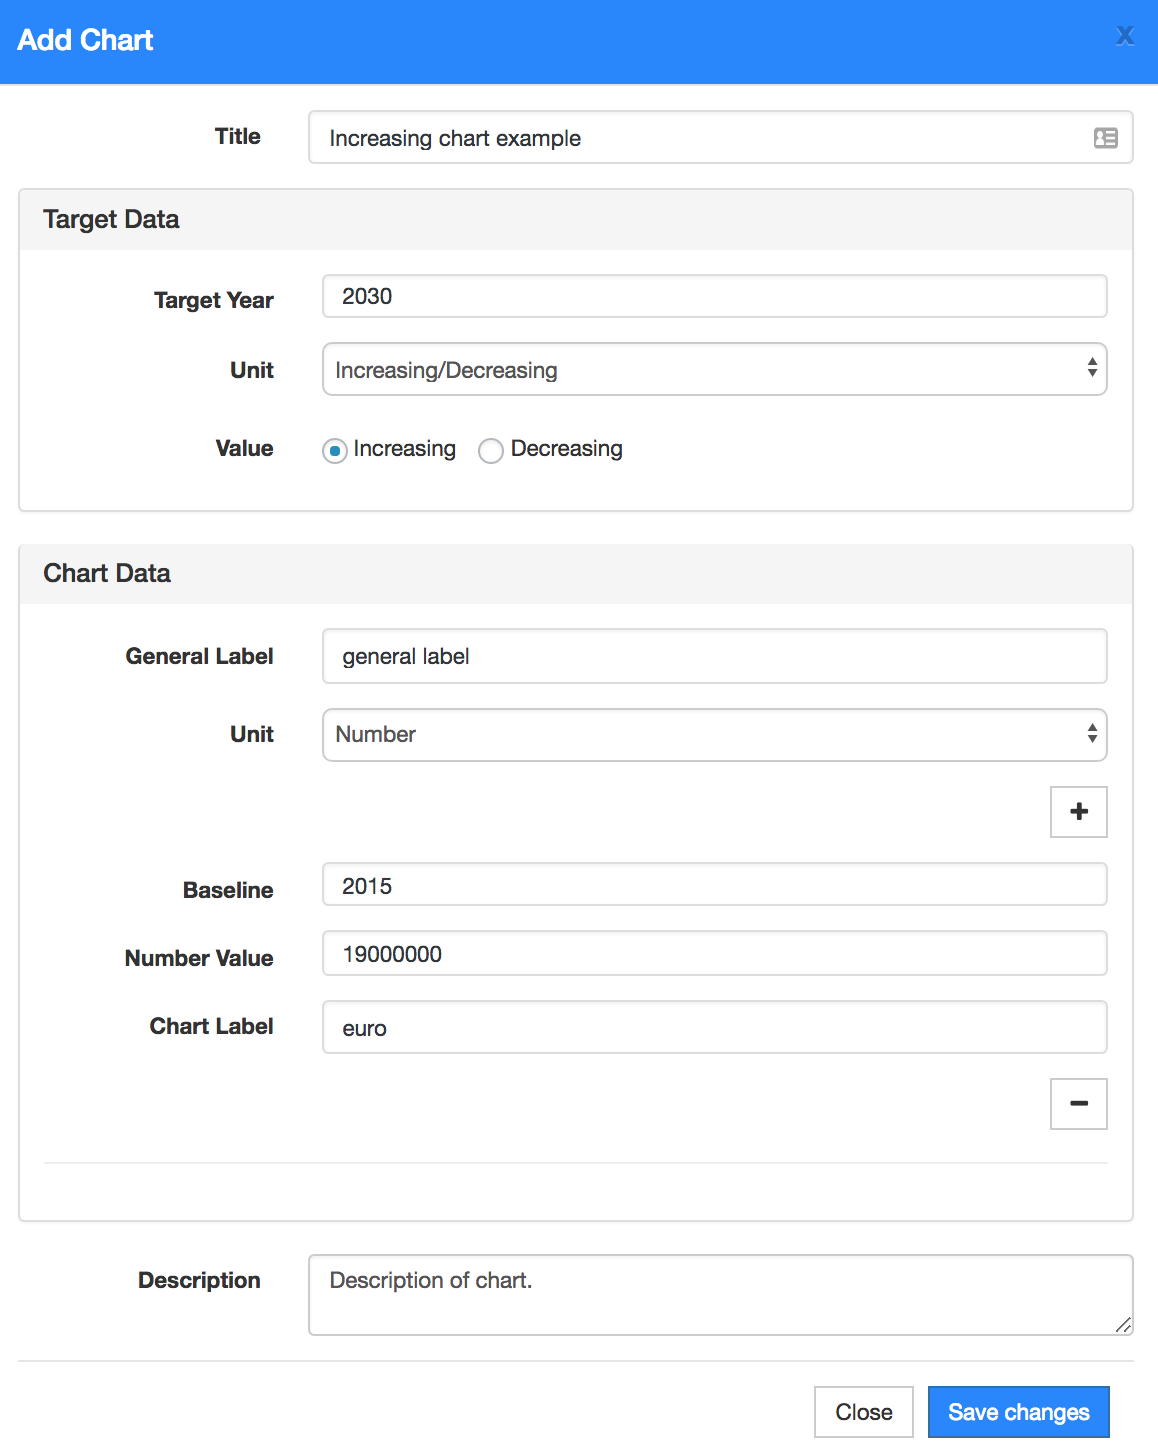 Add Chart x
Title Increasing chart example
Target Data
Target Year 2030
Unit Increasing/Decreasing
Value Increasing Decreasing
Chart Data
General Label general label
Unit Number
+
Baseline 2015
Number Value 19000000
Chart Label euro
−
Description Description of chart.
Close Save changes